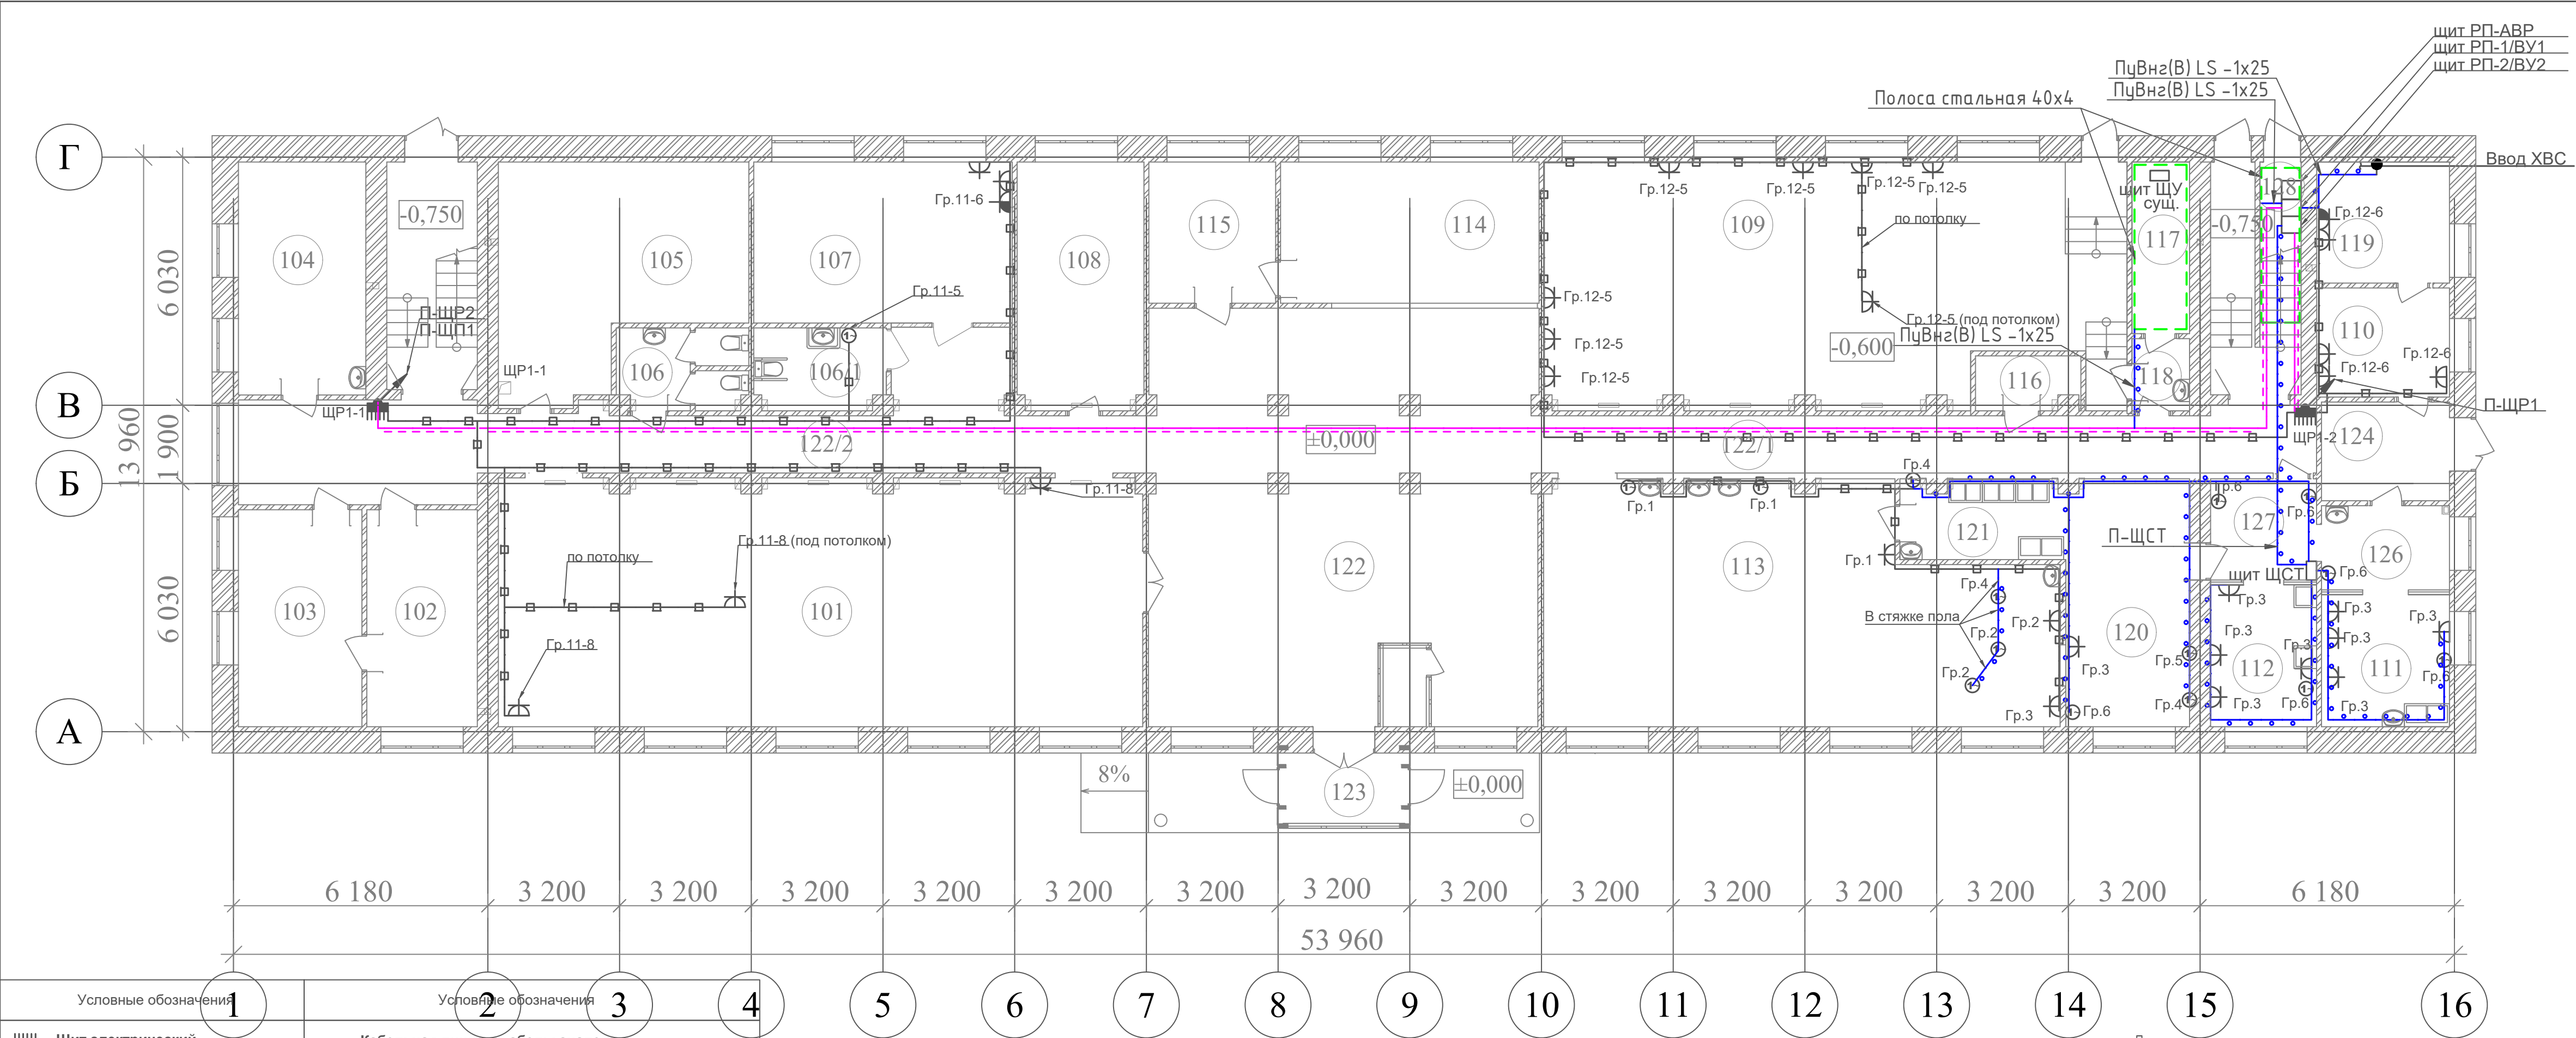 щит РП-АВР
щит РП-1/ВУ1
щит РП-2/ВУ2
ПуВнг(В) LS -1х25
ПуВнг(В) LS -1х25
Полоса стальная 40х4
Г
Ввод ХВС
104
-0,750
105
107
Гр.11-6
108
115
114
109
Гр.12-5
Гр.12-5
Гр.12-5
Гр.12-5
по потолку
щит ЩУ
сущ.
117
128
-0,750
Гр.12-6
119
6 030
П-ЩР2
П-ЩП1
Гр.11-5
Гр.12-5
Гр.12-5 (под потолком)
ПуВнг(В) LS -1х25
-0,600
Гр.12-5
Гр.12-5
110
Гр.12-6
Гр.12-6
ЩР1-1
106
106/1
116
118
В
ЩР1-1
П-ЩР1
13 960
1 900
122/2
±0,000
122/1
ЩР1-2
124
Б
Гр.11-8
Гр.1
Гр.1
Гр.4
Гр.6
Гр.6
127
121
П-ЩСТ
126
по потолку
Гр.11-8 (под потолком)
122
113
Гр.1
Гр.4
щит ЩСТ
Гр.6
6 030
103
102
101
В стяжке пола
Гр.2
Гр.2
Гр.2
120
Гр.3
Гр.3
Гр.3
Гр.3
Гр.3
Гр.3
Гр.11-8
Гр.3
Гр.5
112
111
Гр.6
Гр.3
Гр.6
Гр.4
Гр.3
Гр.6
Гр.3
А
8%
123
±0,000
6 180
3 200
3 200
3 200
3 200
3 200
3 200
3 200
3 200
3 200
3 200
3 200
3 200
3 200
6 180
53 960
Условные обозначения
Условные обозначения
1
2
3
4
5
6
7
8
9
10
11
12
13
14
15
16
Щит электрический